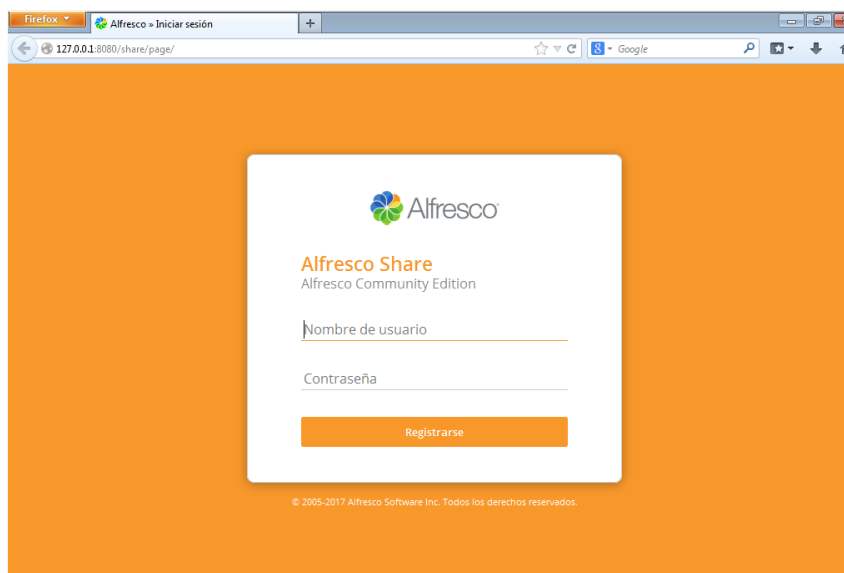 Firefox
Alfresco » Iniciar sesión
127.0.0.1:8080/share/page/
8
Google
Alfresco
Alfresco Share
Alfresco Community Edition
Nombre de usuario
Contraseña
Registrarse
© 2005-2017 Alfresco Software Inc. Todos los derechos reservados.